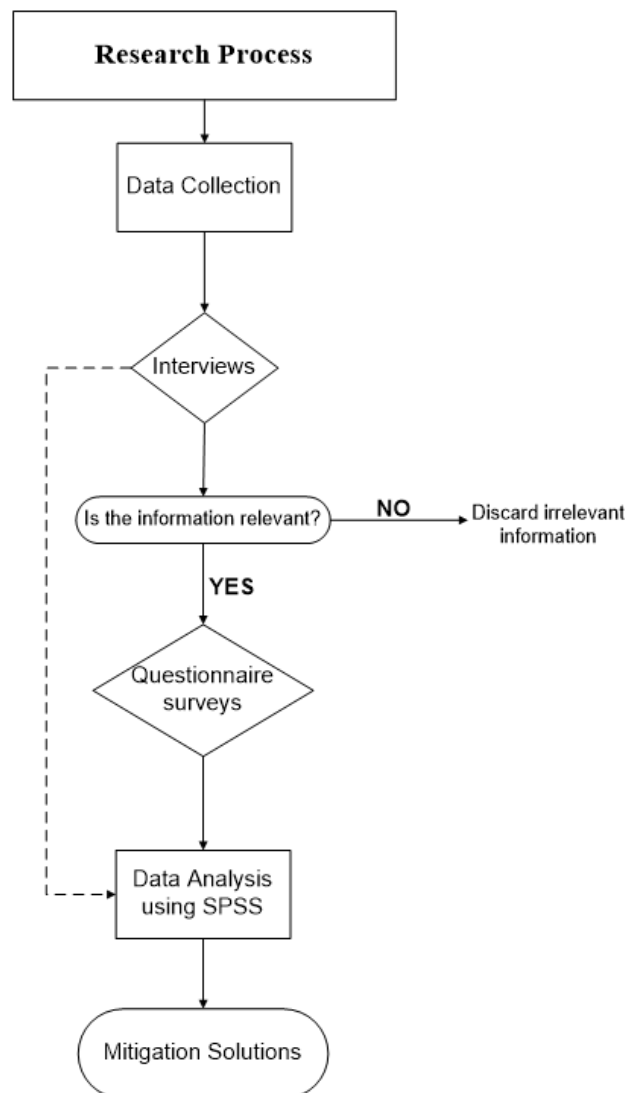 Research Process
Data Collection
Interviews
Is the information relevant?
NO
Discard irrelevant
information
YES
Questionnaire
surveys
Data Analysis
using SPSS
Mitigation Solutions